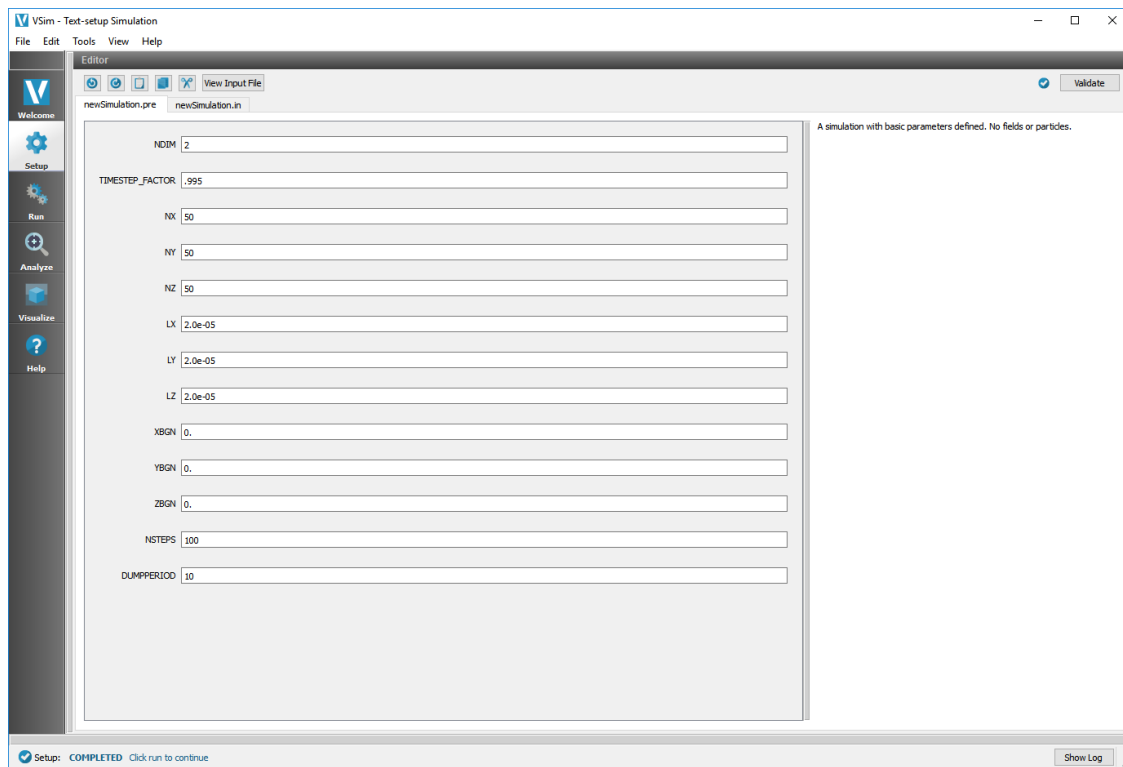 VSim - Text-setup Simulation
File Edit Tools View Help
Editor
View Input File
Validate
newSimulation.pre newSimulation.in
Welcome
Setup
Run
Analyze
Visualize
Help
NDIM 2
TIMESTEP_FACTOR .995
NX 50
NY 50
NZ 50
LX 2.0e-05
LY 2.0e-05
LZ 2.0e-05
XBGN 0.
YBGN 0.
ZBGN 0.
NSTEPS 100
DUMPPERIOD 10
A simulation with basic parameters defined. No fields or particles.
Setup: COMPLETED Click run to continue
Show Log